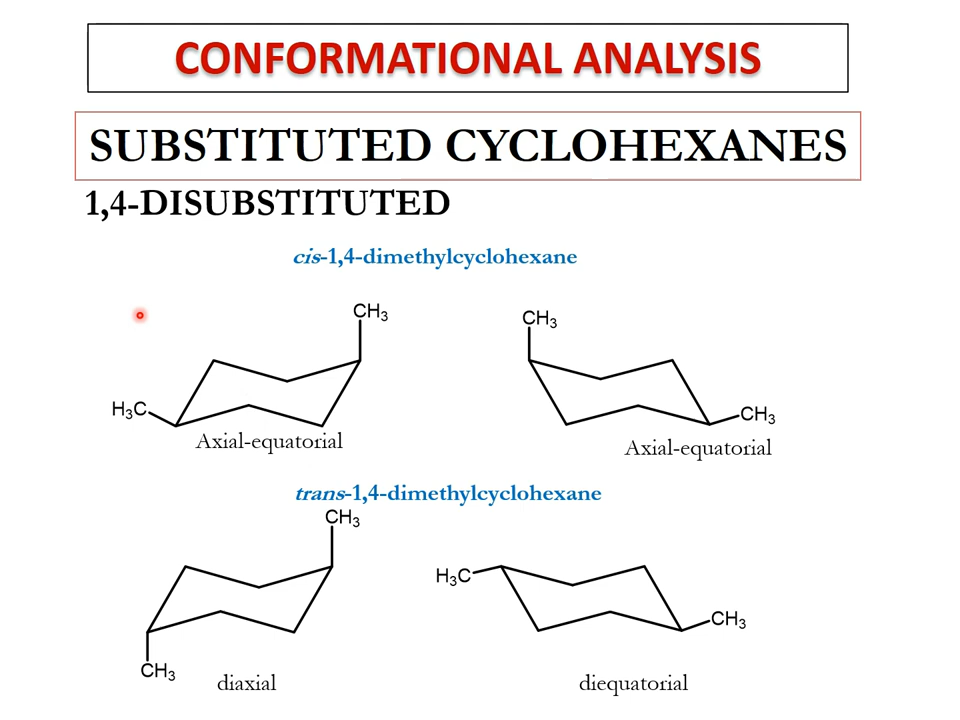 CONFORMATIONAL ANALYSIS
SUBSTITUTED CYCLOHEXANES
1,4-DISUBSTITUTED
cis-1,4-dimethylcyclohexane
CH₃
CH₃
H₃C
CH₃
Axial-equatorial
Axial-equatorial
trans-1,4-dimethylcyclohexane
CH₃
H₃C
CH₃
CH₃
diaxial
diequatorial